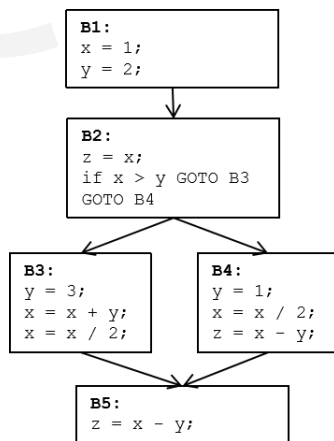 B1:
x = 1;
y = 2;
B2:
z = x;
if x > y GOTO B3
GOTO B4
B3:
y = 3;
x = x + y;
x = x / 2;
B4:
y = 1;
x = x / 2;
z = x - y;
B5:
z = x - y;